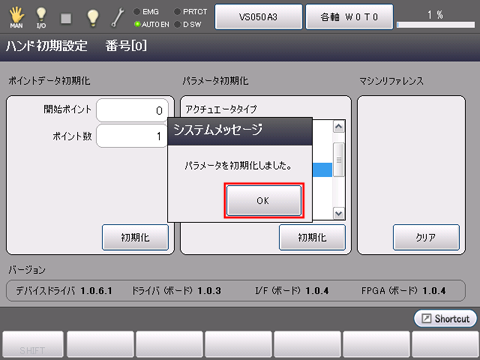 MAN
I/O
EMG
AUTO EN
PRTCT
D SW
VS050A3
各軸 W 0 T 0
1 %
ハンド初期設定 番号[0]
ポイントデータ初期化
パラメータ初期化
マシンリファレンス
開始ポイント 0
アクチュエータタイプ
ポイント数 1
システムメッセージ
パラメータを初期化しました。
OK
初期化
初期化
クリア
バージョン
デバイスドライバ 1.0.6.1 ドライバ (ボード) 1.0.3 I/F (ボード) 1.0.4 FPGA (ボード) 1.0.4
Shortcut
SHIFT